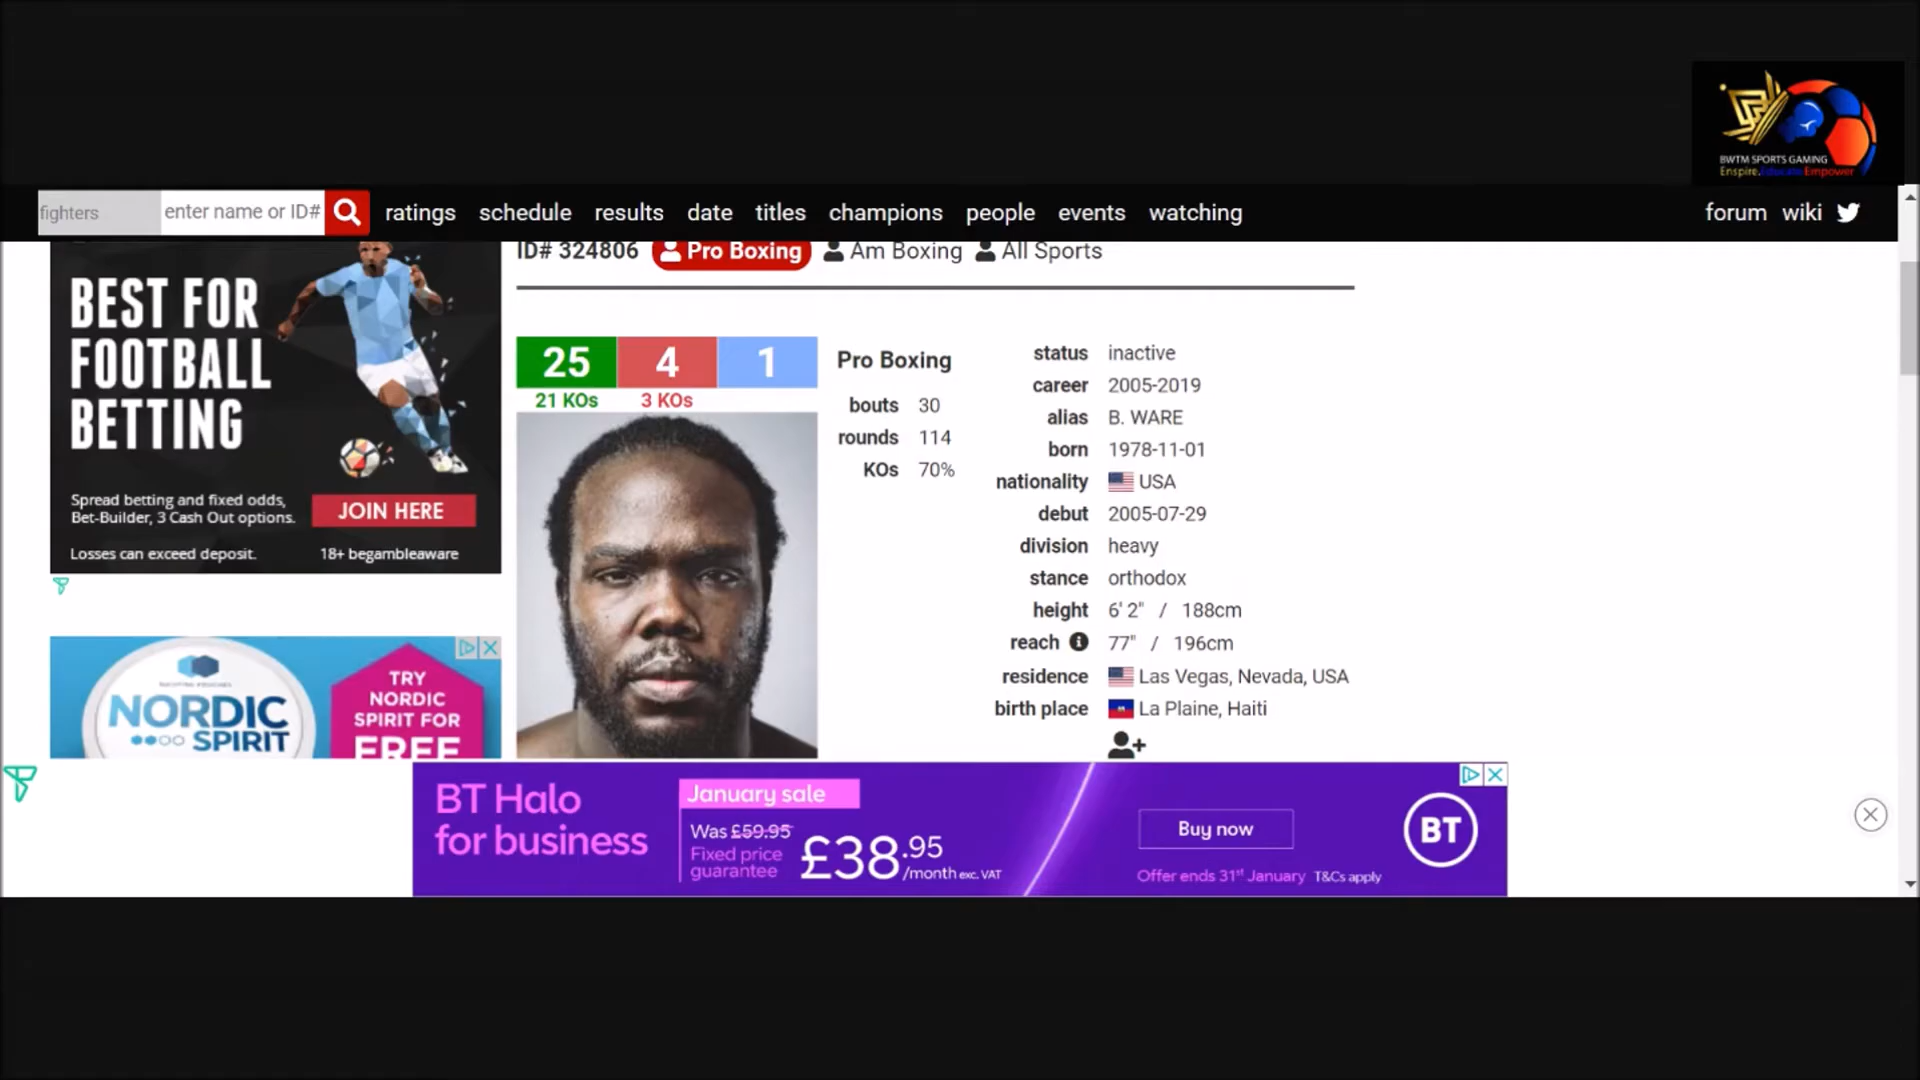 BWTM SPORTS GAMING
Enspire.Educate.Empower
fighters
enter name or ID#
ratings schedule results date titles champions people events watching
forum wiki
ID# 324806 Pro Boxing Am Boxing All Sports
BEST FOR
FOOTBALL
BETTING
Spread betting and fixed odds,
Bet-Builder, 3 Cash Out options.
JOIN HERE
Losses can exceed deposit.
18+ begambleaware
25 4 1
21 KOs 3 KOs
Pro Boxing
bouts 30
rounds 114
KOs 70%
status inactive
career 2005-2019
alias B. WARE
born 1978-11-01
nationality USA
debut 2005-07-29
division heavy
stance orthodox
height 6' 2" / 188cm
reach 77" / 196cm
residence Las Vegas, Nevada, USA
birth place La Plaine, Haiti
NORDIC
SPIRIT
TRY
NORDIC
SPIRIT FOR
FREE
BT Halo
for business
January sale
Was £59.95
Fixed price
guarantee
£38.95
/month exc. VAT
Buy now
Offer ends 31st January T&Cs apply
BT